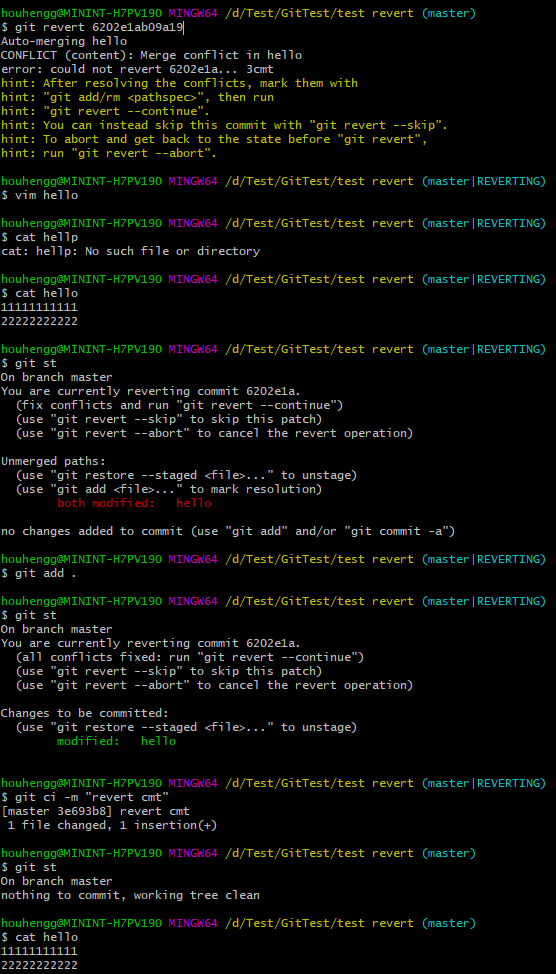 houhengg@MININT-H7PV190 MINGW64 /d/Test/GitTest/test revert (master)
$ git revert 6202e1ab09a19
Auto-merging hello
CONFLICT (content): Merge conflict in hello
error: could not revert 6202e1a... 3cmt
hint: After resolving the conflicts, mark them with
hint: "git add/rm <pathspec>", then run
hint: "git revert --continue".
hint: You can instead skip this commit with "git revert --skip".
hint: To abort and get back to the state before "git revert",
hint: run "git revert --abort".
houhengg@MININT-H7PV190 MINGW64 /d/Test/GitTest/test revert (master|REVERTING)
$ vim hello
houhengg@MININT-H7PV190 MINGW64 /d/Test/GitTest/test revert (master|REVERTING)
$ cat hellp
cat: hellp: No such file or directory
houhengg@MININT-H7PV190 MINGW64 /d/Test/GitTest/test revert (master|REVERTING)
$ cat hello
11111111111
22222222222
houhengg@MININT-H7PV190 MINGW64 /d/Test/GitTest/test revert (master|REVERTING)
$ git st
On branch master
You are currently reverting commit 6202e1a.
  (fix conflicts and run "git revert --continue")
  (use "git revert --skip" to skip this patch)
  (use "git revert --abort" to cancel the revert operation)
Unmerged paths:
  (use "git restore --staged <file>..." to unstage)
  (use "git add <file>..." to mark resolution)
        both modified:   hello
no changes added to commit (use "git add" and/or "git commit -a")
houhengg@MININT-H7PV190 MINGW64 /d/Test/GitTest/test revert (master|REVERTING)
$ git add .
houhengg@MININT-H7PV190 MINGW64 /d/Test/GitTest/test revert (master|REVERTING)
$ git st
On branch master
You are currently reverting commit 6202e1a.
  (all conflicts fixed: run "git revert --continue")
  (use "git revert --skip" to skip this patch)
  (use "git revert --abort" to cancel the revert operation)
Changes to be committed:
  (use "git restore --staged <file>..." to unstage)
        modified:   hello
houhengg@MININT-H7PV190 MINGW64 /d/Test/GitTest/test revert (master|REVERTING)
$ git ci -m "revert cmt"
[master 3e693b8] revert cmt
 1 file changed, 1 insertion(+)
houhengg@MININT-H7PV190 MINGW64 /d/Test/GitTest/test revert (master)
$ git st
On branch master
nothing to commit, working tree clean
houhengg@MININT-H7PV190 MINGW64 /d/Test/GitTest/test revert (master)
$ cat hello
11111111111
22222222222